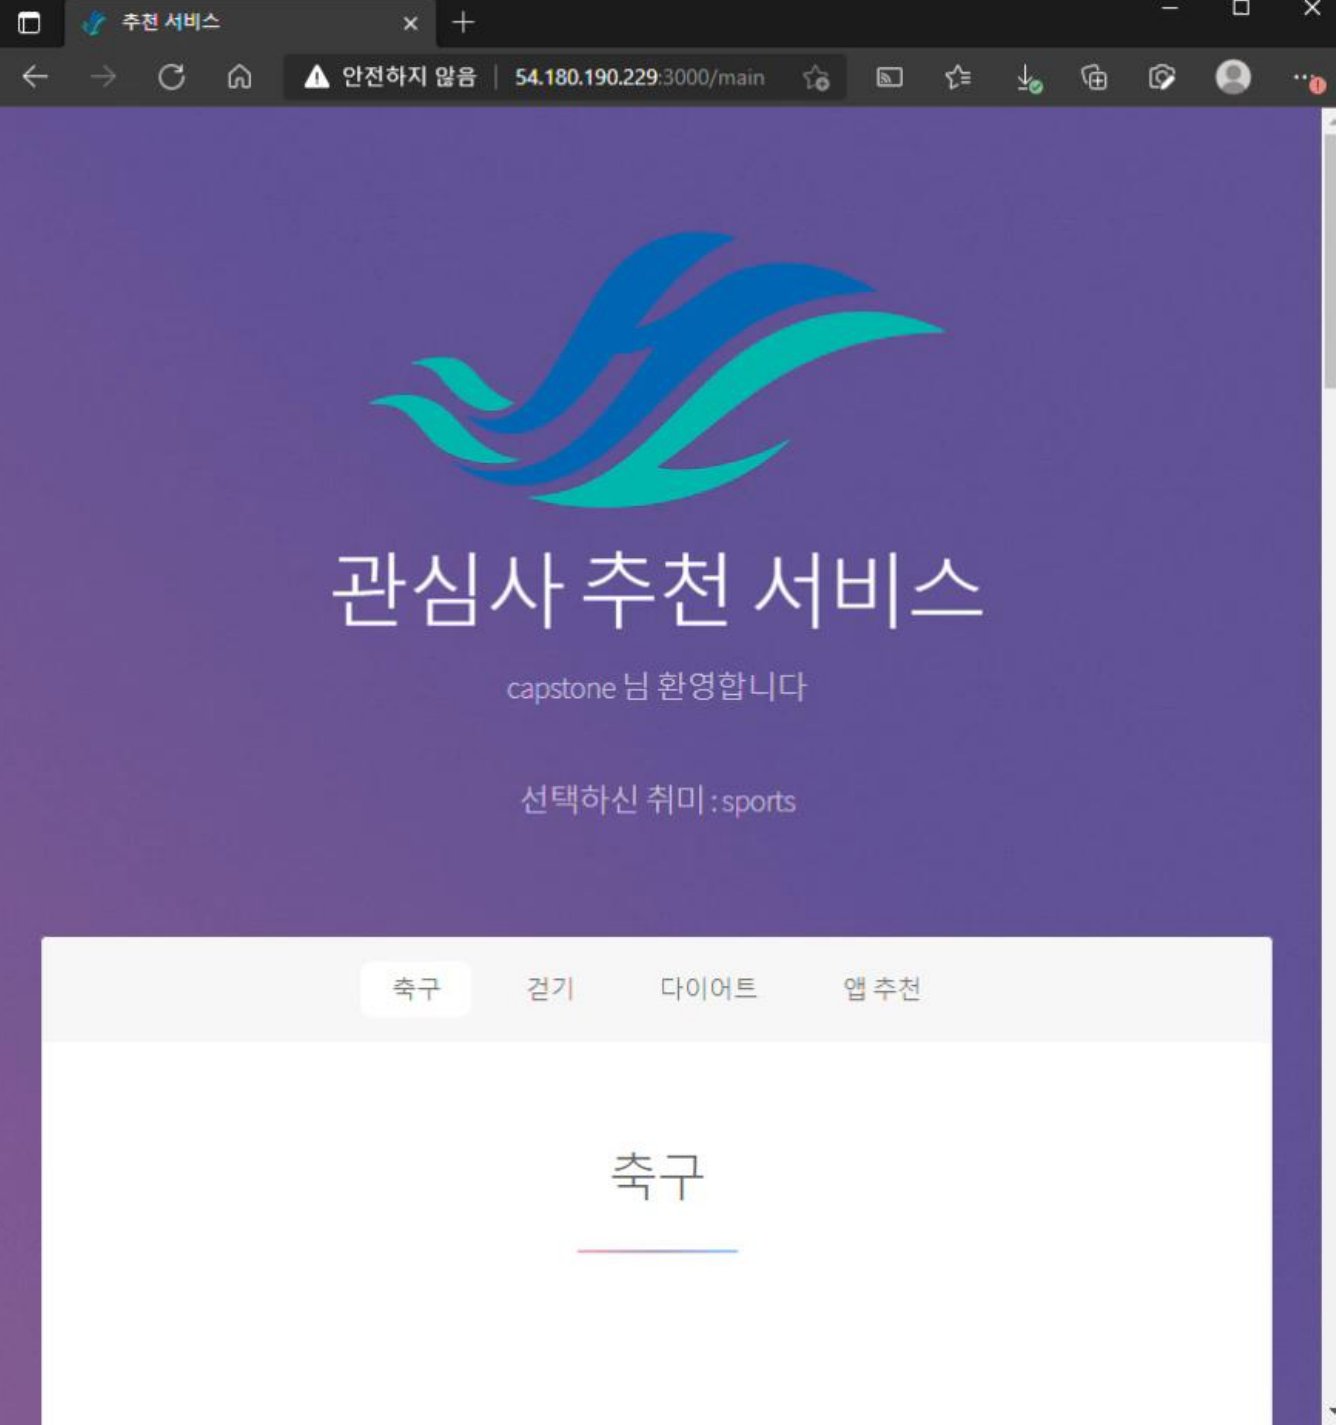 추천 서비스
안전하지 않음 54.180.190.229:3000/main
관심사 추천 서비스
capstone 님 환영합니다
선택하신 취미 : sports
축구 걷기 다이어트 앱 추천
축구